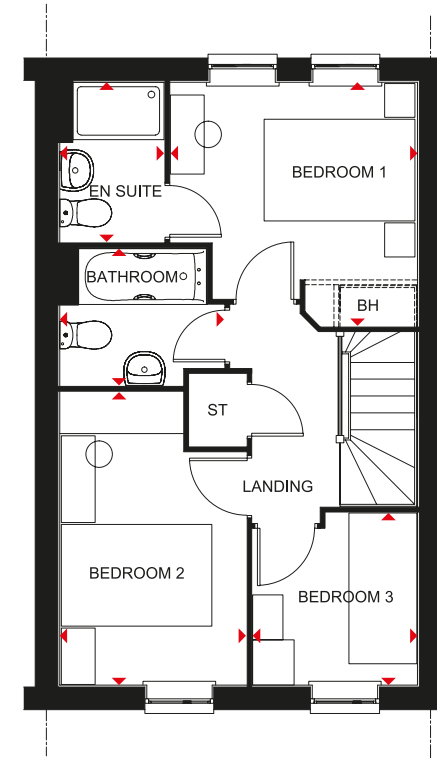 BEDROOM 1
EN SUITE
BATHROOM
BH
ST
LANDING
BEDROOM 2
BEDROOM 3